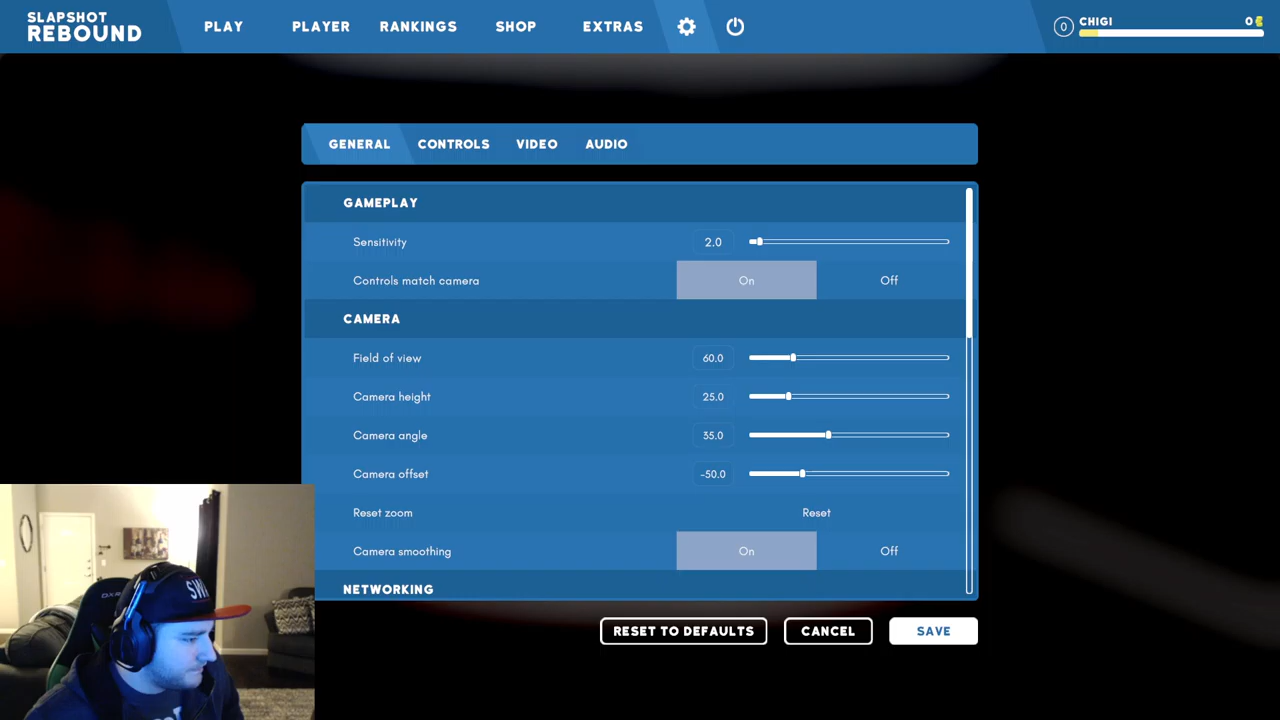 SLAPSHOT
REBOUND
PLAY PLAYER RANKINGS SHOP EXTRAS
0 CHIGI 0
GENERAL CONTROLS VIDEO AUDIO
GAMEPLAY
Sensitivity 2.0
Controls match camera On Off
CAMERA
Field of view 60.0
Camera height 25.0
Camera angle 35.0
Camera offset -50.0
Reset zoom Reset
Camera smoothing On Off
NETWORKING
RESET TO DEFAULTS CANCEL SAVE